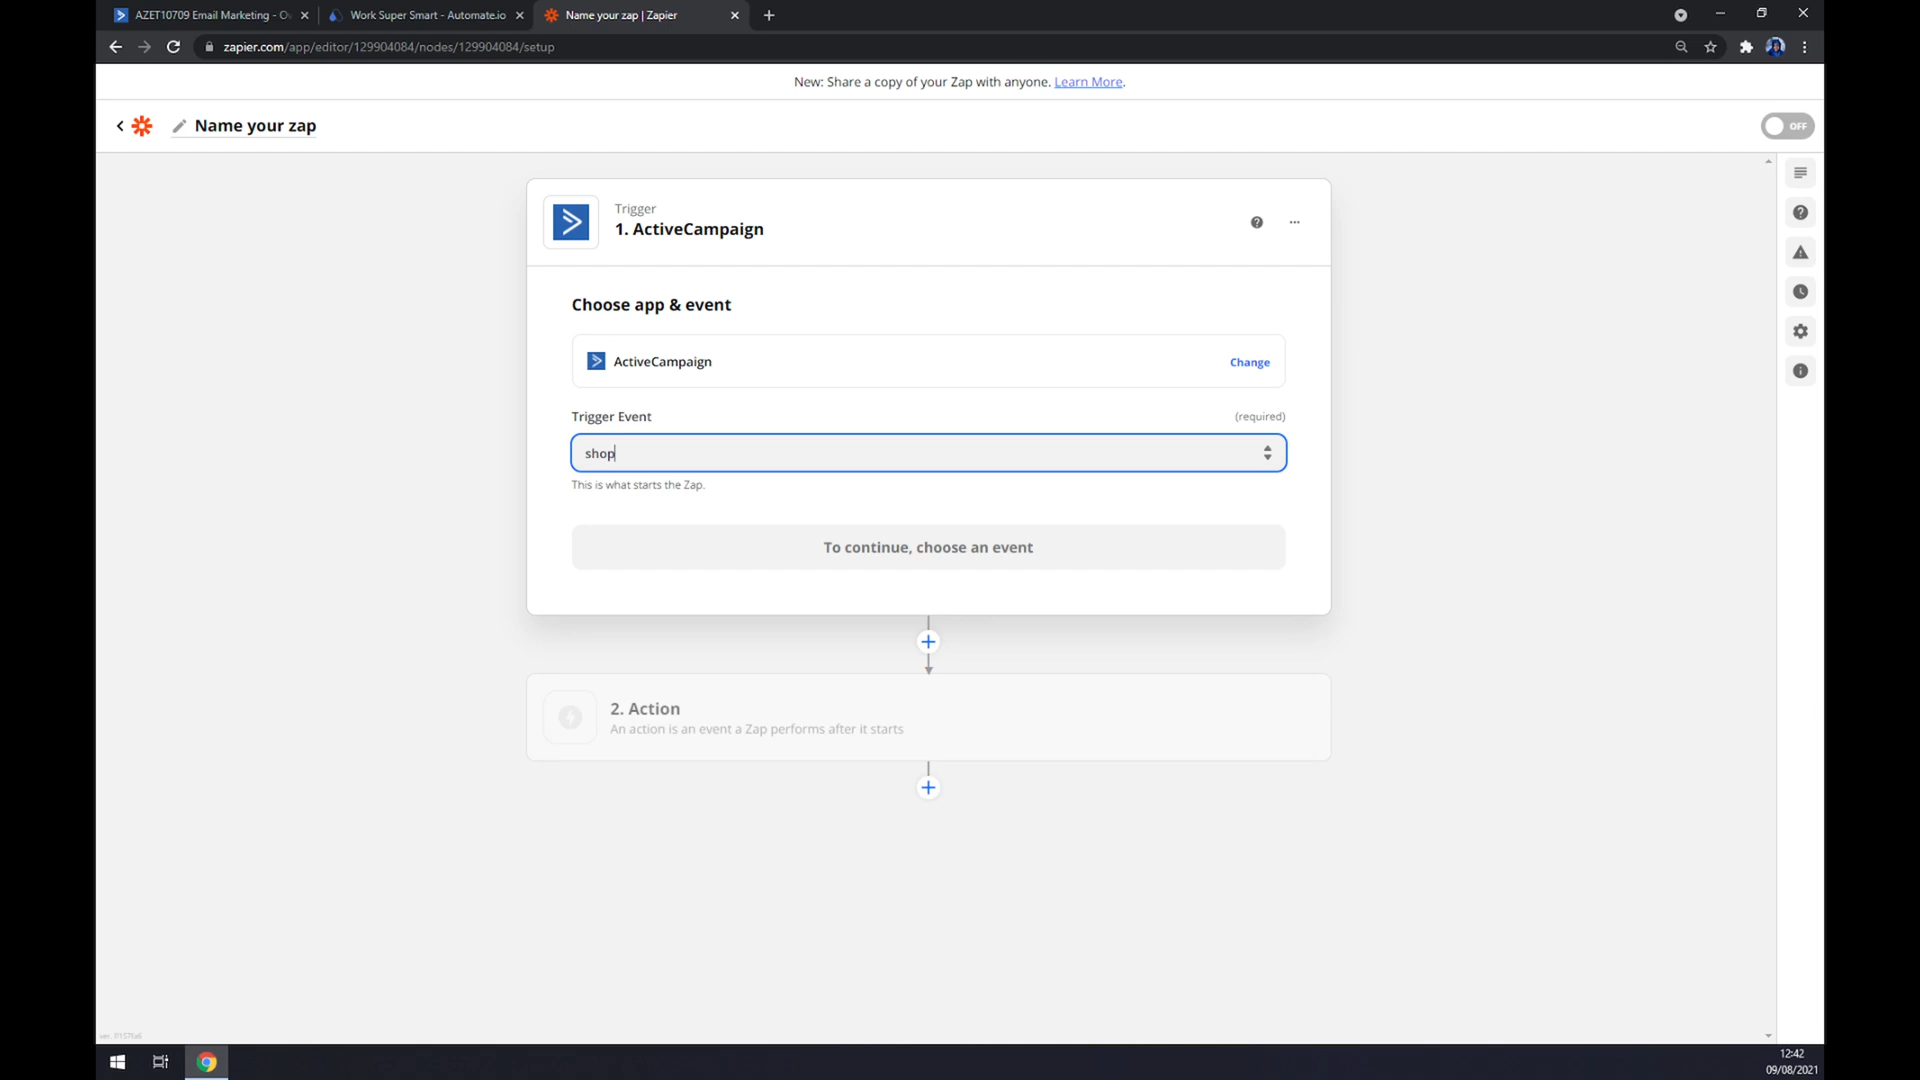 AZET10709 Email Marketing - Ov
Work Super Smart - Automate.io
Name your zap | Zapier
zapier.com/app/editor/129904084/nodes/129904084/setup
New: Share a copy of your Zap with anyone. Learn More.
Name your zap
OFF
Trigger
1. ActiveCampaign
Choose app & event
ActiveCampaign
Change
Trigger Event
(required)
shop
This is what starts the Zap.
To continue, choose an event
2. Action
An action is an event a Zap performs after it starts
12:42
09/08/2021